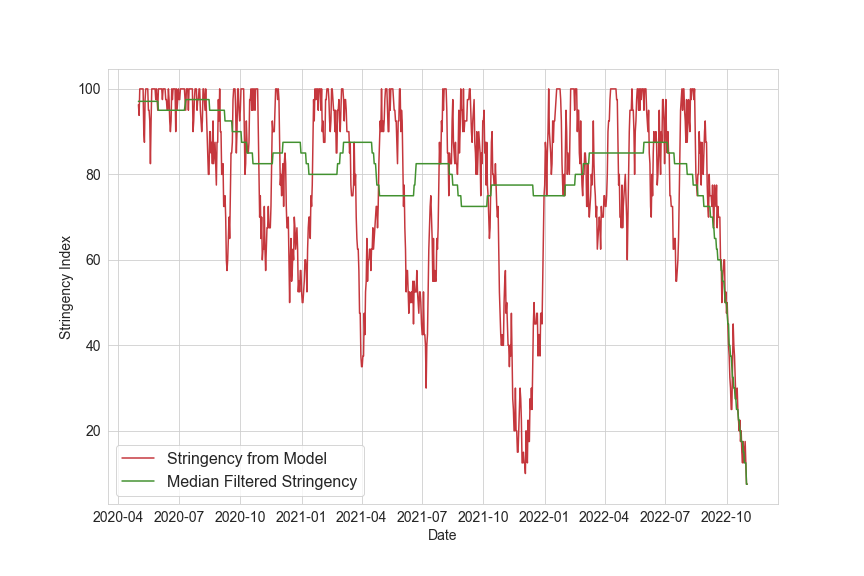 100
80
60
40
20
Stringency Index
Stringency from Model
Median Filtered Stringency
2020-04 2020-07 2020-10 2021-01 2021-04 2021-07 2021-10 2022-01 2022-04 2022-07 2022-10
Date